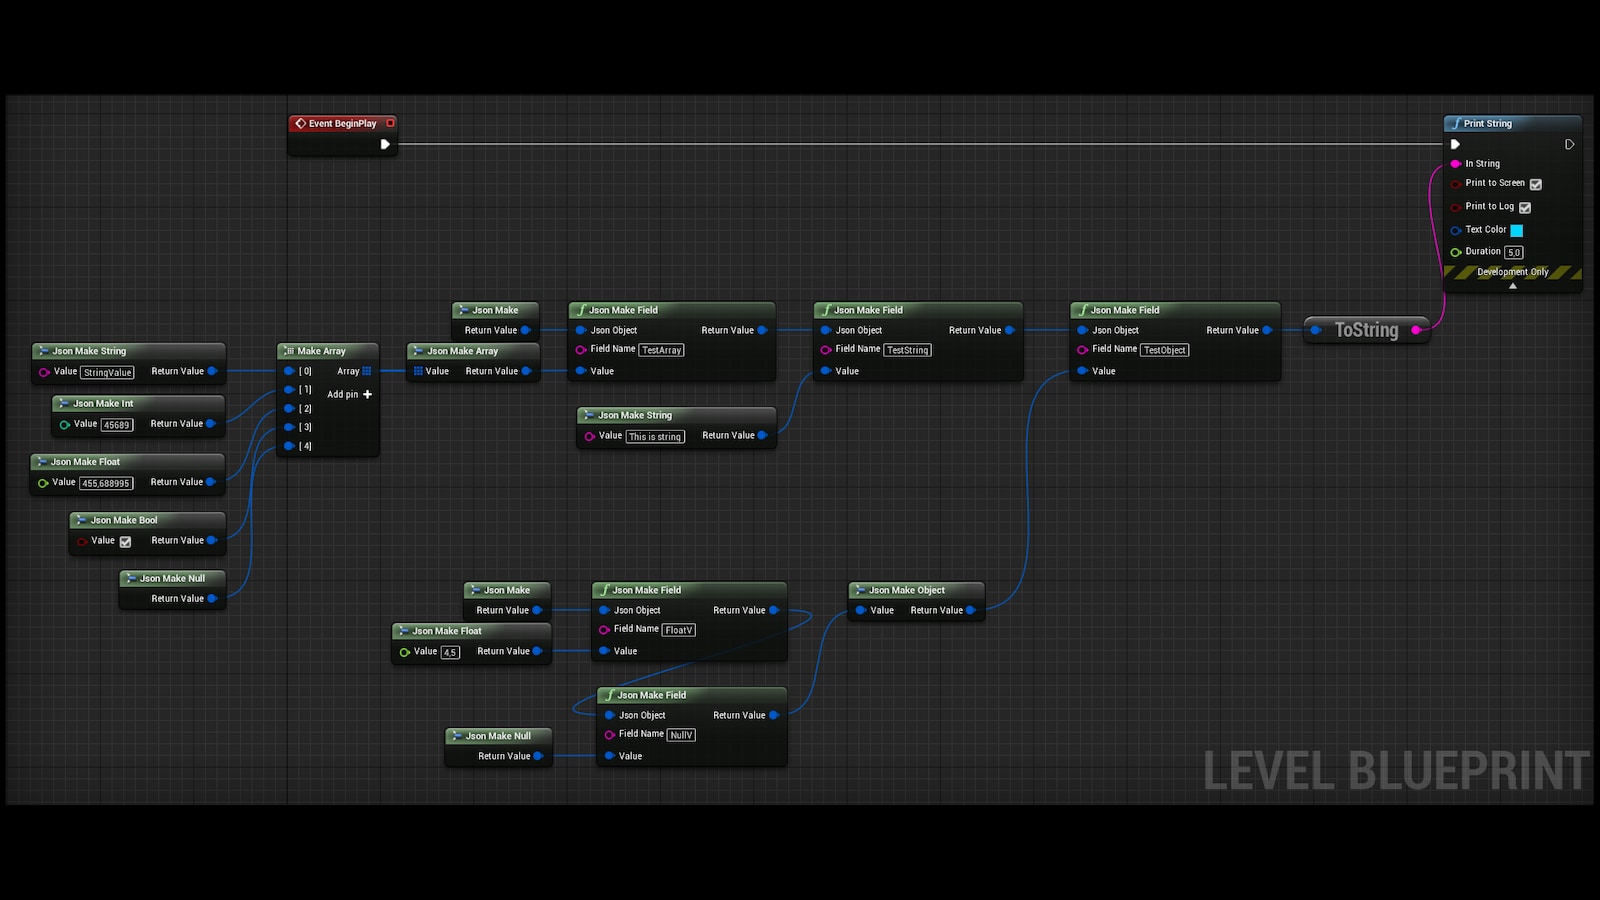 Event BeginPlay
Print String
In String
Print to Screen
Print to Log
Text Color
Duration 5,0
Development Only
Json Make
Return Value
Json Make Field
Json Object Return Value
Field Name TestArray
Value
Json Make Field
Json Object Return Value
Field Name TestString
Value
Json Make Field
Json Object Return Value
Field Name TestObject
Value
ToString
Json Make String
Value StringValue Return Value
Make Array
[0] Array
[1]
Add pin
[2]
[3]
[4]
Json Make Array
Value Return Value
Json Make Int
Value 45689 Return Value
Json Make String
Value This is string Return Value
Json Make Float
Value 455,688995 Return Value
Json Make Bool
Value Return Value
Json Make Null
Return Value
Json Make
Return Value
Json Make Field
Json Object Return Value
Field Name FloatV
Value
Json Make Object
Value Return Value
Json Make Float
Value 4,5 Return Value
Json Make Field
Json Object Return Value
Field Name NullV
Value
Json Make Null
Return Value
LEVEL BLUEPRINT